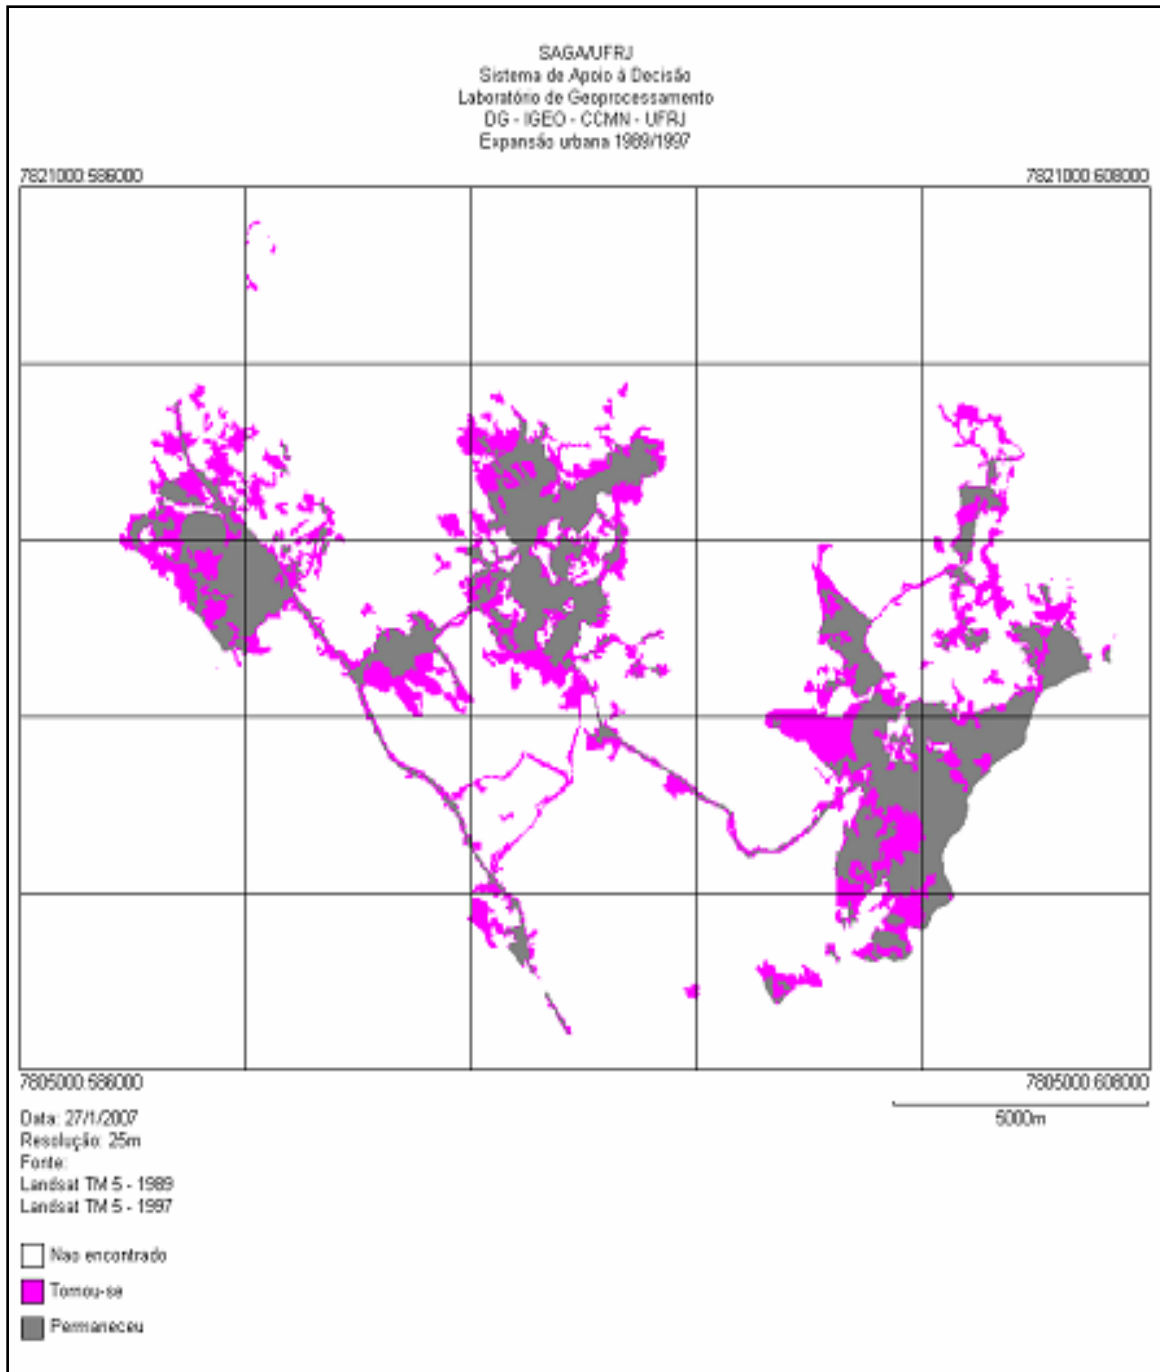 SAGA/UFRJ
Sistema de Apoio à Decisão
Laboratório de Geoprocessamento
DG - IGEO - CCMN - UFRJ
Expansão urbana 1989/1997
7821000:586000
7821000:608000
7805000:586000
7805000:608000
5000m
Data: 27/1/2007
Resolução: 25m
Fonte:
Landsat TM 5 - 1989
Landsat TM 5 - 1997
Nao encontrado
Tornou-se
Permaneceu